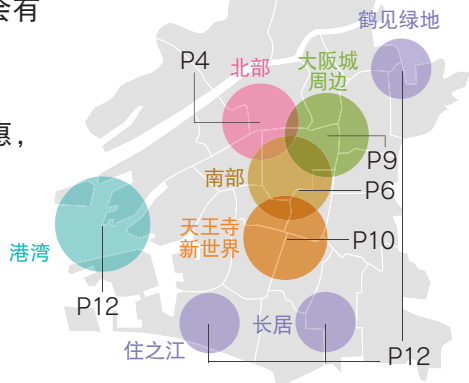 会有
惠，
鹤见绿地
P4
北部
大阪城
周边
P9
南部
P6
天王寺
新世界
P10
港湾
P12
长居
住之江
P12